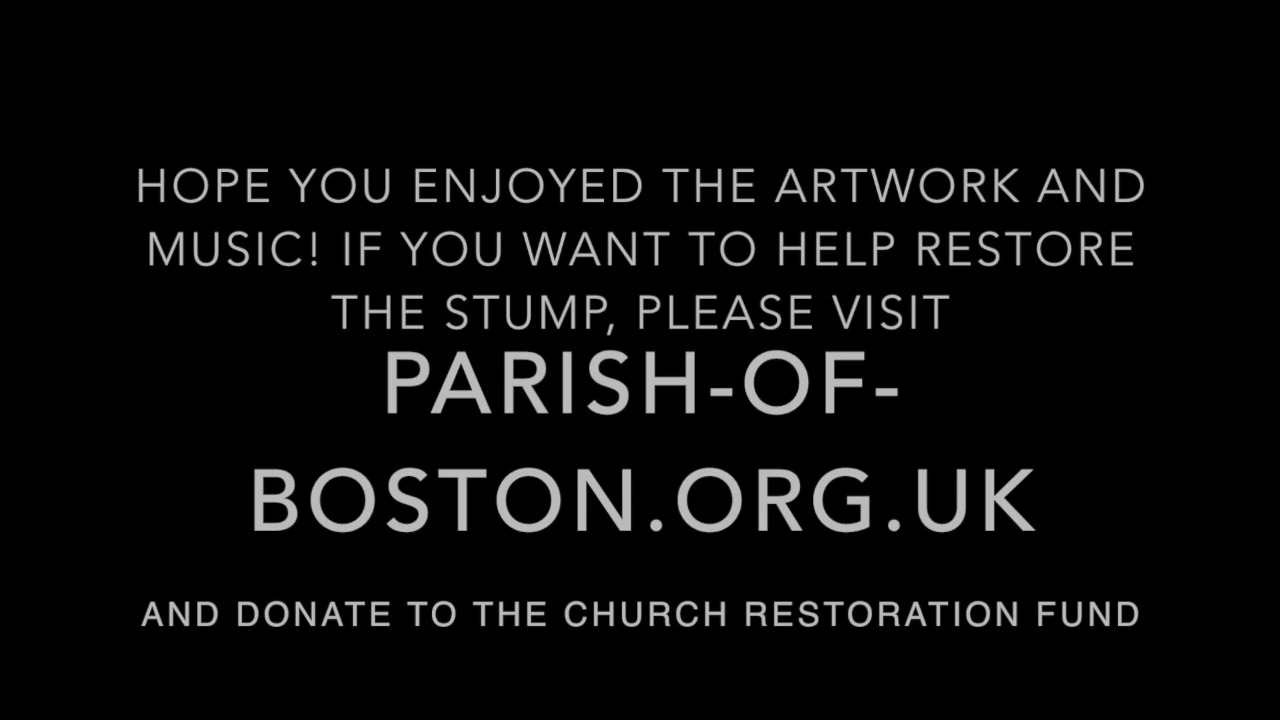 HOPE YOU ENJOYED THE ARTWORK AND
MUSIC! IF YOU WANT TO HELP RESTORE
THE STUMP, PLEASE VISIT
PARISH-OF-
BOSTON.ORG.UK
AND DONATE TO THE CHURCH RESTORATION FUND